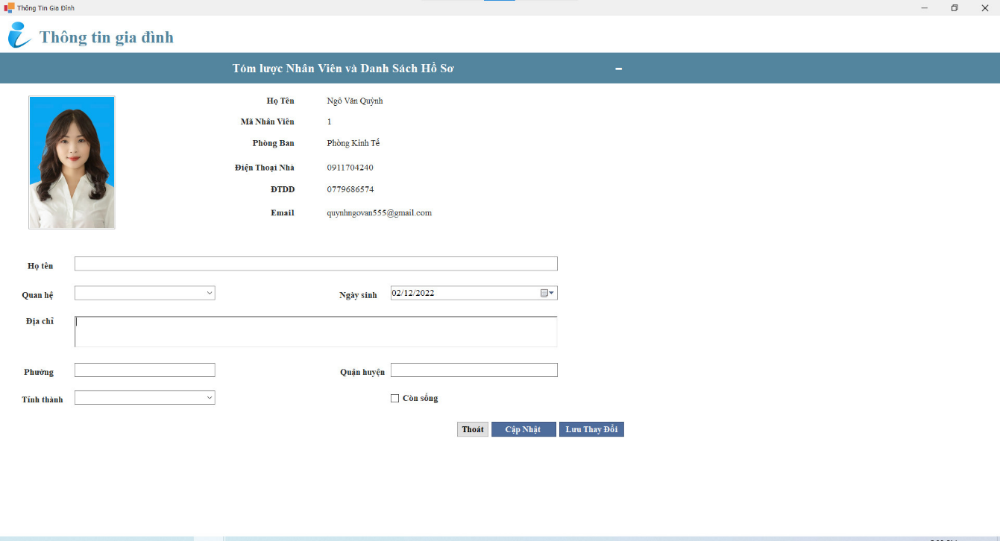 Thông Tin Gia Đình
Thông tin gia đình
Tóm lược Nhân Viên và Danh Sách Hồ Sơ
Họ Tên Ngô Văn Quỳnh
Mã Nhân Viên 1
Phòng Ban Phòng Kinh Tế
Điện Thoại Nhà 0911704240
ĐTDD 0779686574
Email quynhngovan555@gmail.com
Họ tên
Quan hệ Ngày sinh 02/12/2022
Địa chỉ
Phường Quận huyện
Tỉnh thành Còn sống
Thoát Cập Nhật Lưu Thay Đổi